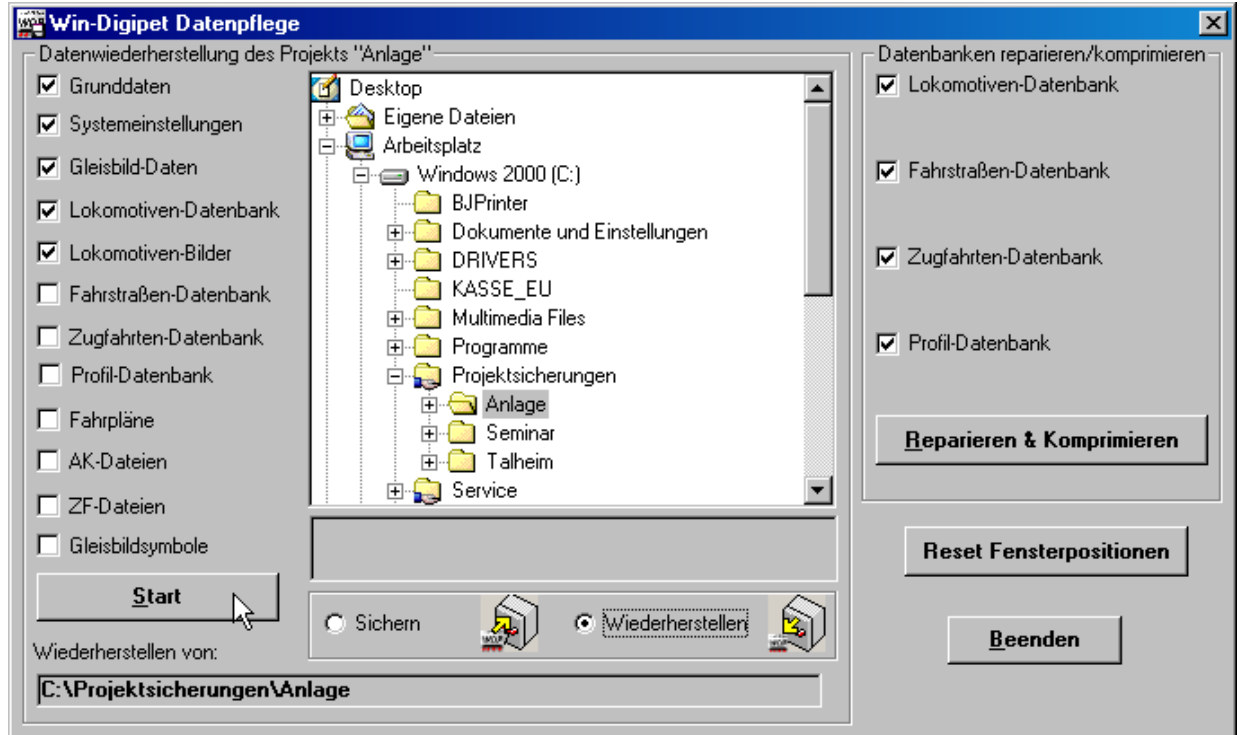 Win-Digipet Datenpflege
Datenwiederherstellung des Projekts "Anlage"
Grunddaten
Systemeinstellungen
Gleisbild-Daten
Lokomotiven-Datenbank
Lokomotiven-Bilder
Fahrstraßen-Datenbank
Zugfahrten-Datenbank
Profil-Datenbank
Fahrpläne
AK-Dateien
ZF-Dateien
Gleisbildsymbole
Start
Wiederherstellen von:
C:\Projektsicherungen\Anlage
Desktop
Eigene Dateien
Arbeitsplatz
Windows 2000 (C:)
BJPrinter
Dokumente und Einstellungen
DRIVERS
KASSE_EU
Multimedia Files
Programme
Projektsicherungen
Anlage
Seminar
Talheim
Service
Sichern
Wiederherstellen
Datenbanken reparieren/komprimieren
Lokomotiven-Datenbank
Fahrstraßen-Datenbank
Zugfahrten-Datenbank
Profil-Datenbank
Reparieren & Komprimieren
Reset Fensterpositionen
Beenden